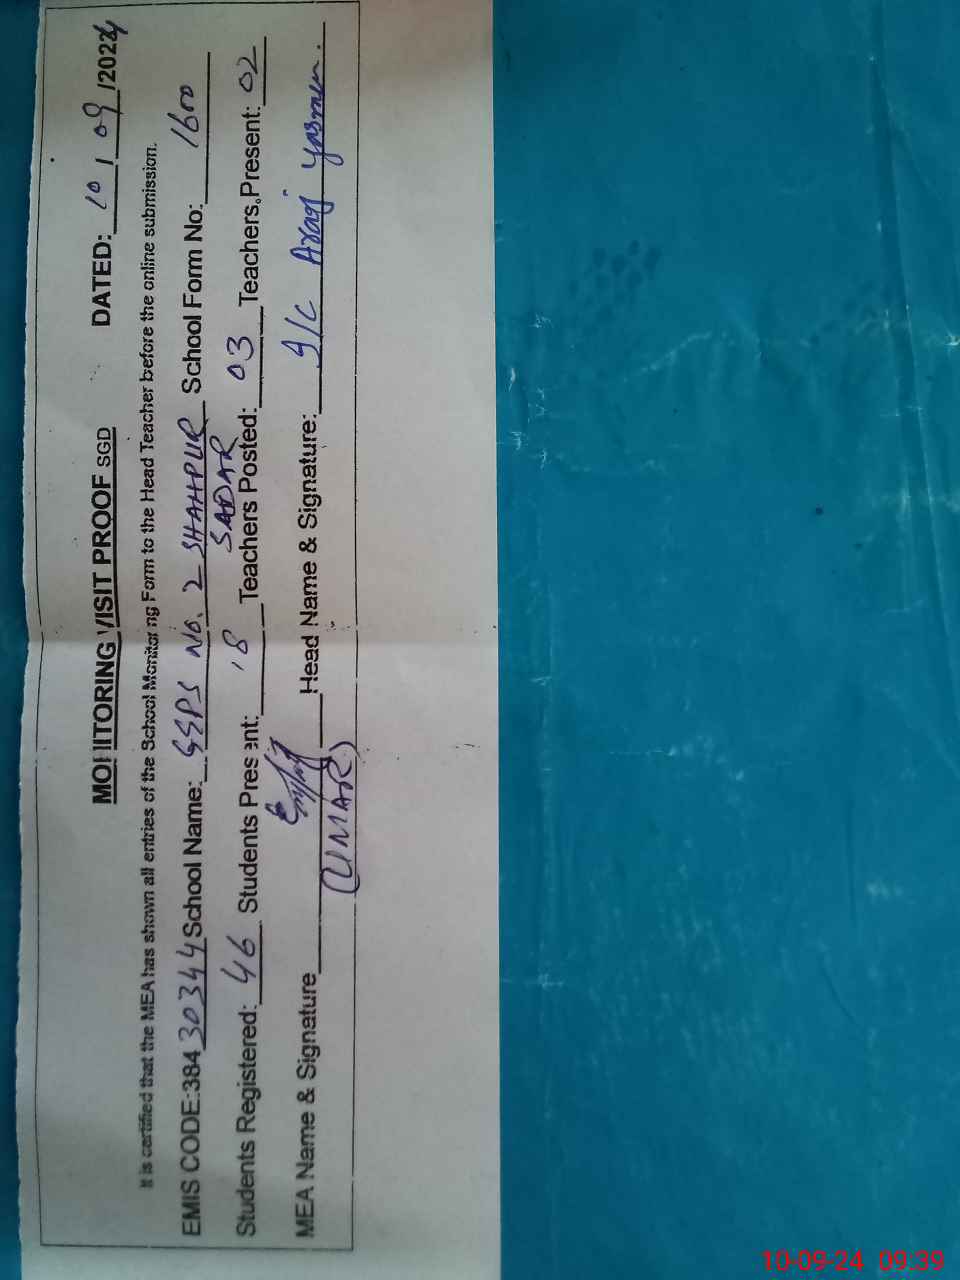 MONITORING VISIT PROOF SGD DATED: 10 / 09 /2024
It is certified that the MEA has shown all entries of the School Monitoring Form to the Head Teacher before the online submission.
EMIS CODE:38430344 School Name: GGPS No. 2 SHAHPUR School Form No: 1600
SADAR
Students Registered: 46 Students Present: 18 Teachers Posted: 03 Teachers Present: 02
MEA Name & Signature Head Name & Signature: I/C yasmeen.
(UMAR)
10-09-24 09:39